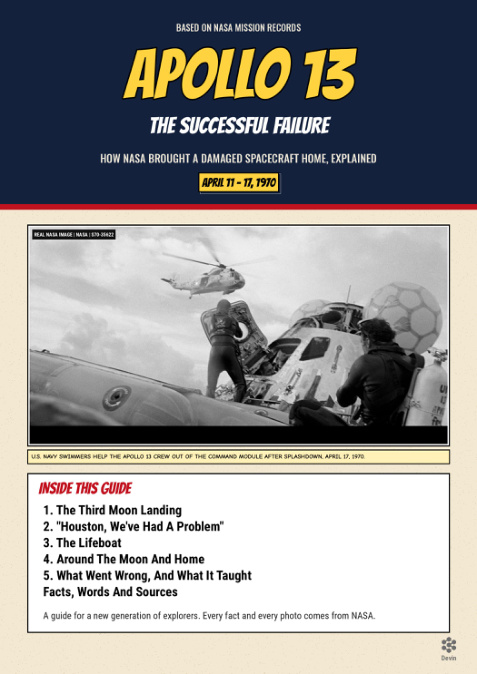 BASED ON NASA MISSION RECORDS
APOLLO 13
THE SUCCESSFUL FAILURE
HOW NASA BROUGHT A DAMAGED SPACECRAFT HOME, EXPLAINED
APRIL 11 – 17, 1970
REAL NASA IMAGE | NASA | S70-35632
U.S. NAVY SWIMMERS HELP THE APOLLO 13 CREW OUT OF THE COMMAND MODULE AFTER SPLASHDOWN, APRIL 17, 1970.
INSIDE THIS GUIDE
1. The Third Moon Landing
2. "Houston, We've Had A Problem"
3. The Lifeboat
4. Around The Moon And Home
5. What Went Wrong, And What It Taught
Facts, Words And Sources
A guide for a new generation of explorers. Every fact and every photo comes from NASA.
Devin